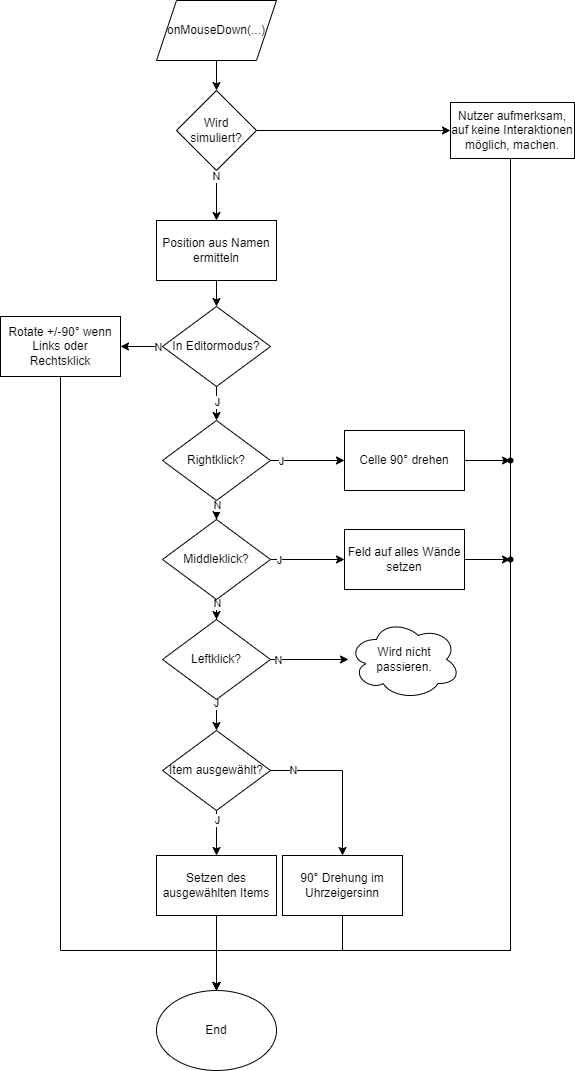 onMouseDown(...)
Wird
simuliert?
Nutzer aufmerksam,
auf keine Interaktionen
möglich, machen.
N
Position aus Namen
ermitteln
Rotate +/-90° wenn
Links oder
Rechtsklick
N
In Editormodus?
J
Rightklick?
J
Celle 90° drehen
N
Middleklick?
J
Feld auf alles Wände
setzen
N
Leftklick?
N
Wird nicht
passieren.
J
Item ausgewählt?
N
J
Setzen des
ausgewählten Items
90° Drehung im
Uhrzeigersinn
End